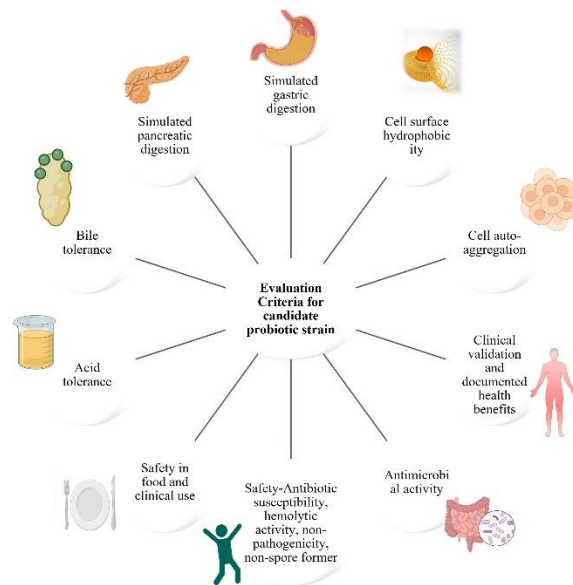 Simulated
gastric
digestion
Simulated
pancreatic
digestion
Cell surface
hydrophobic
ity
Bile
tolerance
Cell auto-
aggregation
Evaluation
Criteria for
candidate
probiotic strain
Acid
tolerance
Clinical
validation
and
documented
health
benefits
Safety in
food and
clinical use
Safety-Antibiotic
susceptibility,
hemolytic
activity, non-
pathogenicity,
non-spore former
Antimicrobi
al activity